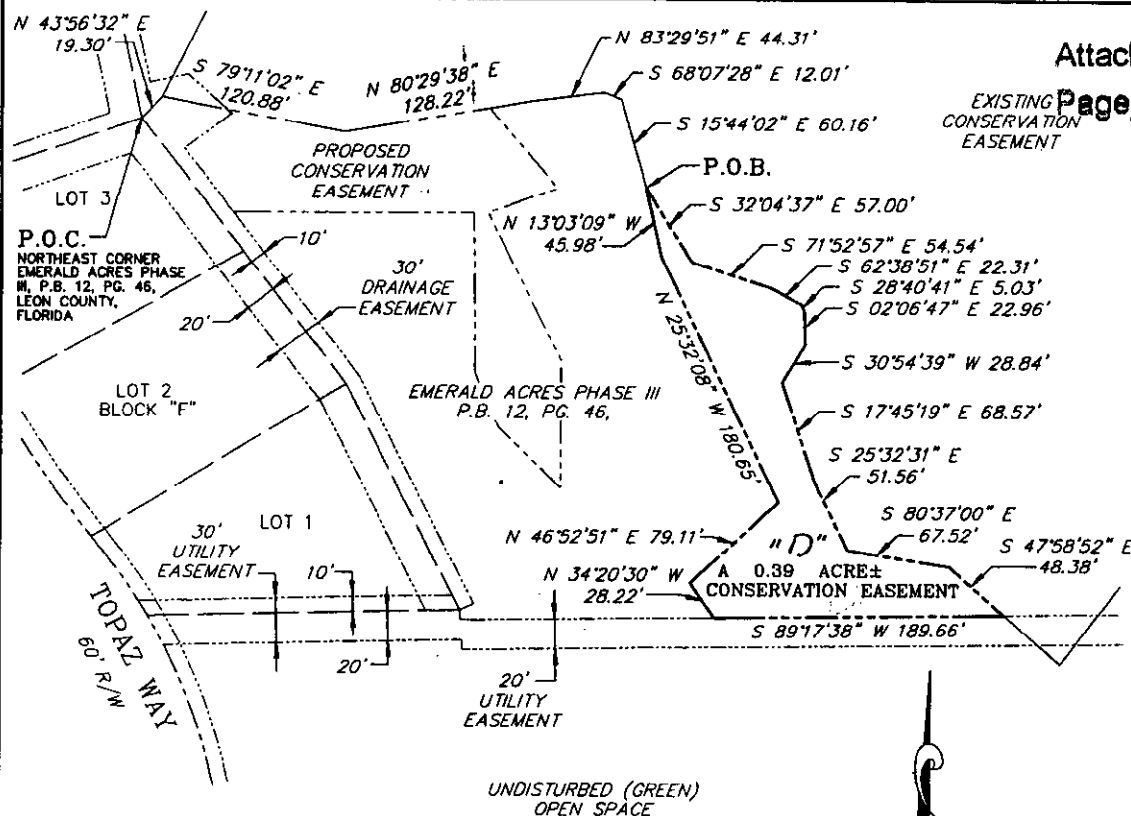 N 43°56'32" E
19.30'
S 79°11'02" E
120.88'
N 80°29'38" E
128.22'
N 83°29'51" E 44.31'
S 68°07'28" E 12.01'
S 15°44'02" E 60.16'
P.O.B.
EXISTING
CONSERVATION
EASEMENT
PROPOSED
CONSERVATION
EASEMENT
LOT 3
P.O.C.
NORTHEAST CORNER
EMERALD ACRES PHASE
III, P.B. 12, PG. 46,
LEON COUNTY,
FLORIDA
10'
20'
30'
DRAINAGE
EASEMENT
N 13°03'09" W
45.98'
S 32°04'37" E 57.00'
S 71°52'57" E 54.54'
S 62°38'51" E 22.31'
S 28°40'41" E 5.03'
S 02°06'47" E 22.96'
S 30°54'39" W 28.84'
N 25°32'08" W 180.65'
S 17°45'19" E 68.57'
S 25°32'31" E
51.56'
LOT 2
BLOCK "F"
EMERALD ACRES PHASE III
P.B. 12, PG. 46,
LOT 1
30'
UTILITY
EASEMENT
10'
20'
N 46°52'51" E 79.11'
S 80°37'00" E
67.52'
S 47°58'52" E
48.38'
N 34°20'30" W
28.22'
"D"
A 0.39 ACRE±
CONSERVATION EASEMENT
S 89°17'38" W 189.66'
TOPAZ WAY
60' R/W
20'
UTILITY
EASEMENT
UNDISTURBED (GREEN)
OPEN SPACE